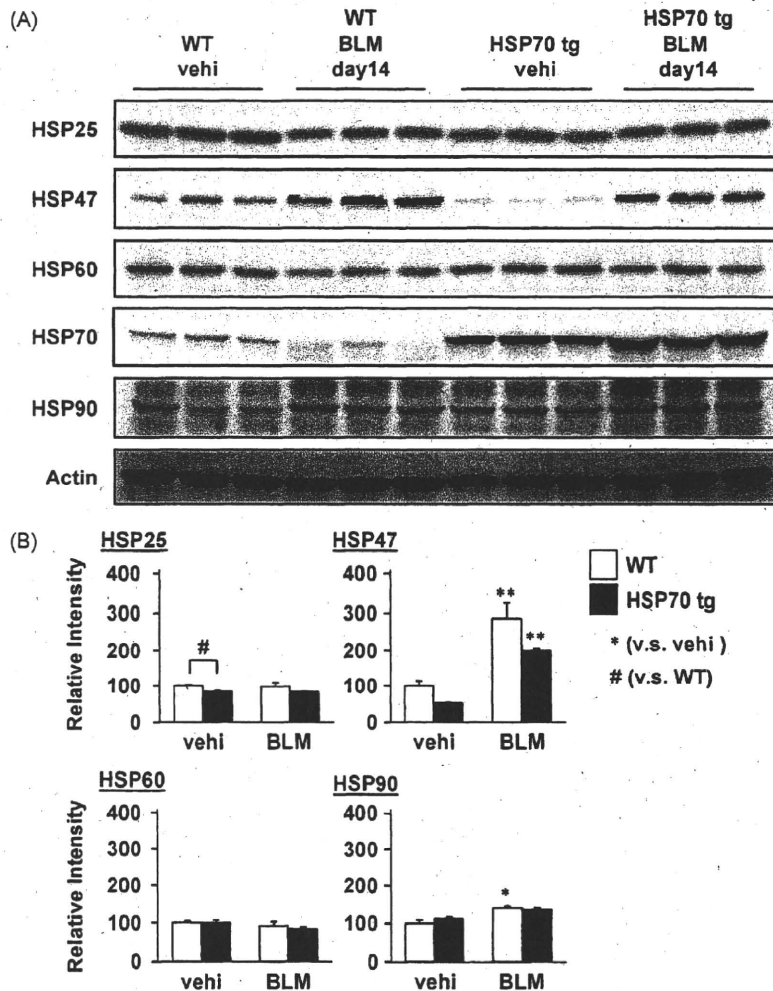 (A)
WT
vehi
WT
BLM
day14
HSP70 tg
vehi
HSP70 tg
BLM
day14
HSP25
HSP47
HSP60
HSP70
HSP90
Actin
(B)
HSP25
Relative Intensity
400
300
200
100
0
#
vehi BLM
HSP47
400
300
200
100
0
**
**
vehi BLM
WT
HSP70 tg
* (v.s. vehi )
# (v.s. WT)
HSP60
Relative Intensity
400
300
200
100
0
vehi BLM
HSP90
400
300
200
100
0
*
vehi BLM